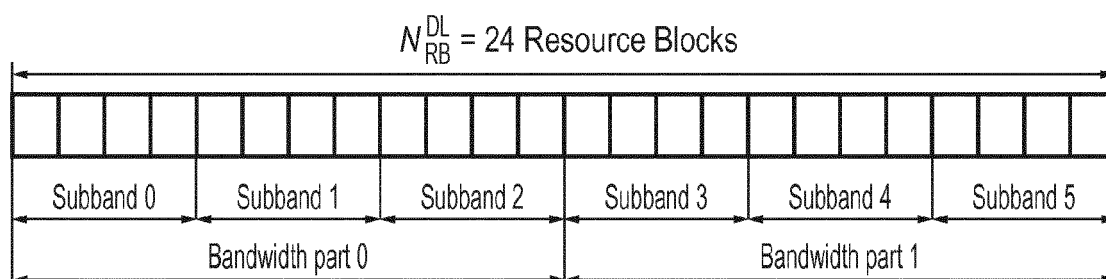 N_RB^DL = 24 Resource Blocks
Subband 0 Subband 1 Subband 2 Subband 3 Subband 4 Subband 5
Bandwidth part 0 Bandwidth part 1